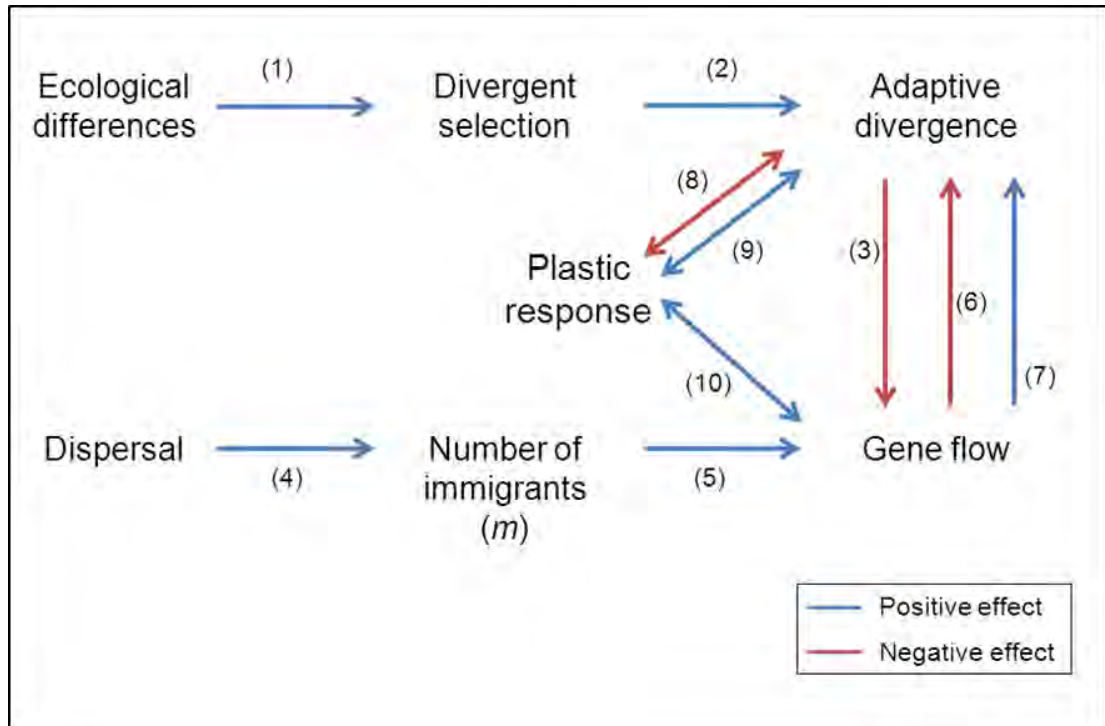 (1)
(2)
Ecological
differences
Divergent
selection
Adaptive
divergence
(8)
(9)
(3)
(6)
(7)
Plastic
response
(10)
Dispersal
(4)
Number of
immigrants
(m)
(5)
Gene flow
Positive effect
Negative effect